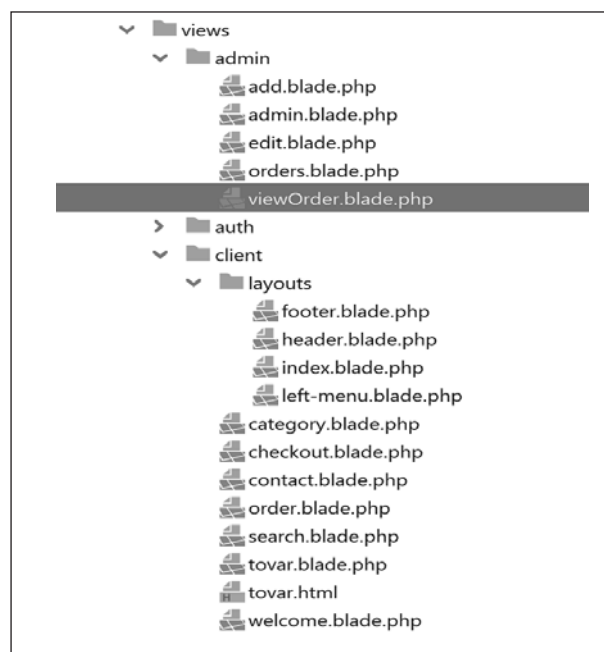 views
admin
add.blade.php
admin.blade.php
edit.blade.php
orders.blade.php
viewOrder.blade.php
auth
client
layouts
footer.blade.php
header.blade.php
index.blade.php
left-menu.blade.php
category.blade.php
checkout.blade.php
contact.blade.php
order.blade.php
search.blade.php
tovar.blade.php
tovar.html
welcome.blade.php